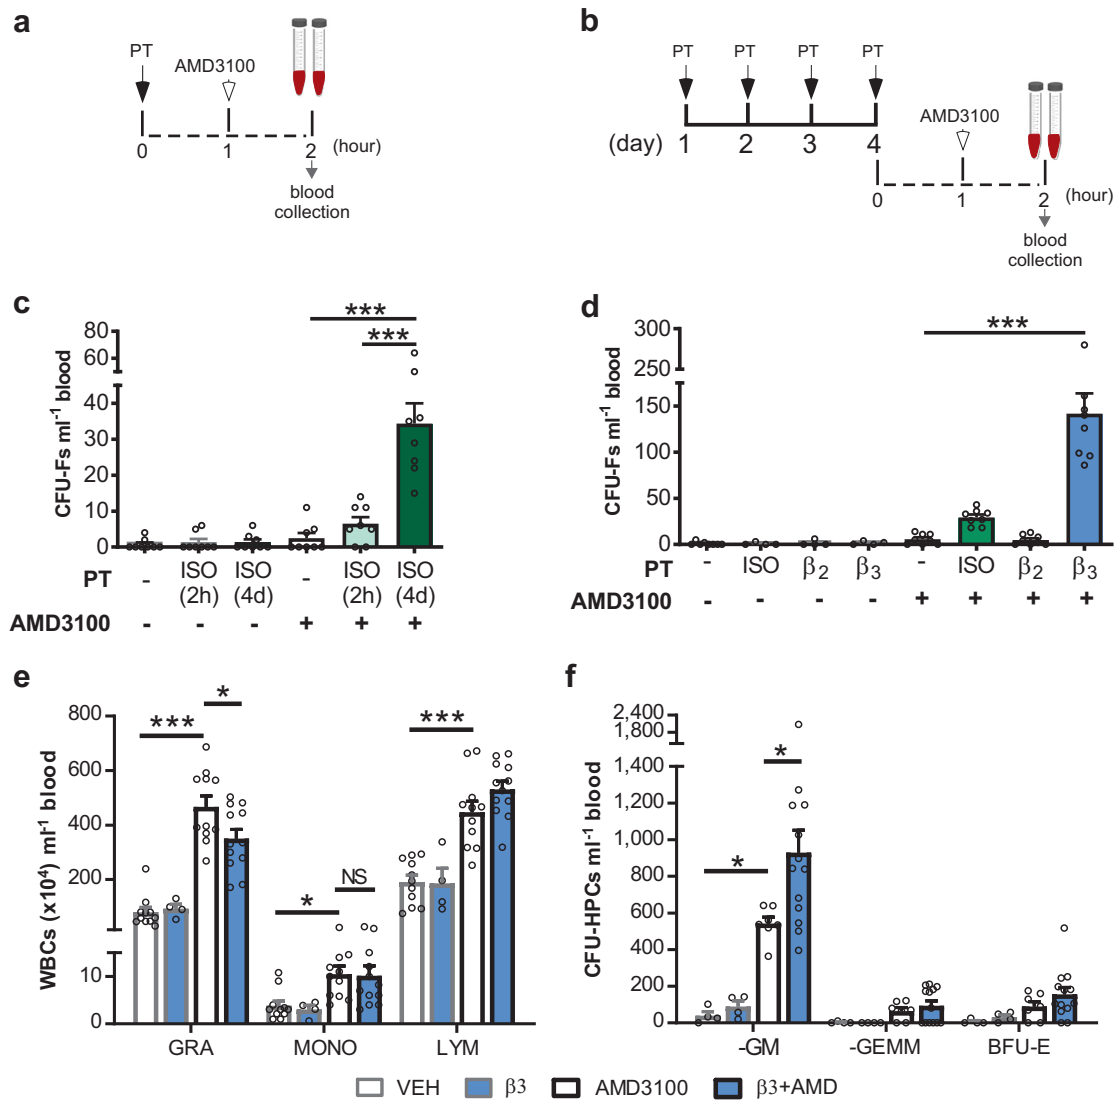 a
PT
AMD3100
0 1 2 (hour)
blood
collection
b
PT PT PT PT
(day) 1 2 3 4
AMD3100
0 1 2 (hour)
blood
collection
c
CFU-Fs ml⁻¹ blood
80
60
40
30
20
10
0
***
***
PT - ISO (2h) ISO (4d) - ISO (2h) ISO (4d)
AMD3100 - - - + + +
d
CFU-Fs ml⁻¹ blood
300
250
150
100
50
0
***
PT - ISO β₂ β₃ - ISO β₂ β₃
AMD3100 - - - - + + + +
e
WBCs (x10⁴) ml⁻¹ blood
800
600
400
200
10
0
*** * * NS ***
GRA MONO LYM
f
CFU-HPCs ml⁻¹ blood
2,400
1,800
1,400
1,200
1,000
800
600
400
200
0
* *
-GM -GEMM BFU-E
VEH β3 AMD3100 β3+AMD